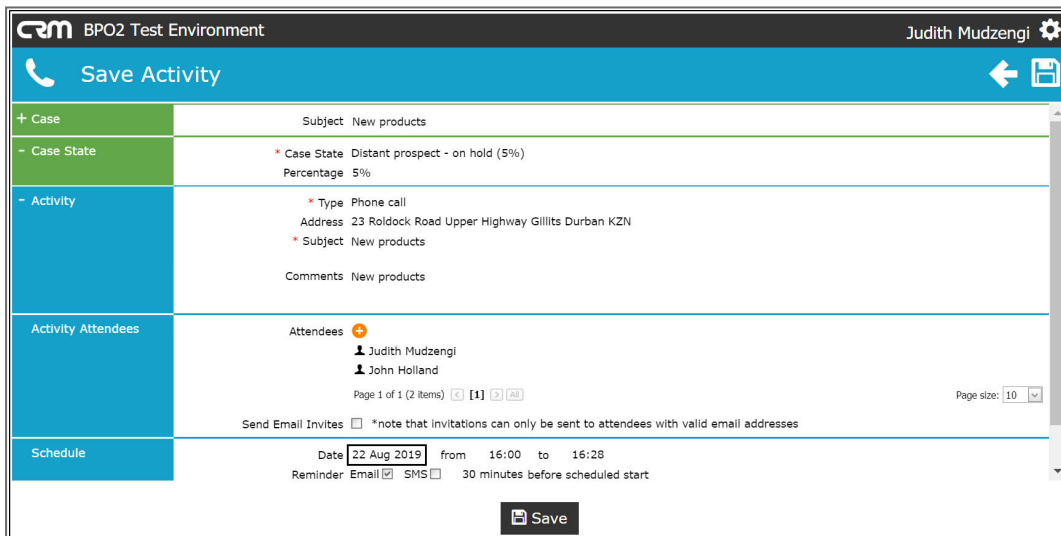 CRM BPO2 Test Environment Judith Mudzengi
Save Activity
+ Case Subject New products
- Case State * Case State Distant prospect - on hold (5%)
Percentage 5%
- Activity * Type Phone call
Address 23 Roldock Road Upper Highway Gillits Durban KZN
* Subject New products
Comments New products
Activity Attendees Attendees
Judith Mudzengi
John Holland
Page 1 of 1 (2 items) < [1] > All Page size: 10
Send Email Invites *note that invitations can only be sent to attendees with valid email addresses
Schedule Date 22 Aug 2019 from 16:00 to 16:28
Reminder Email SMS 30 minutes before scheduled start
Save